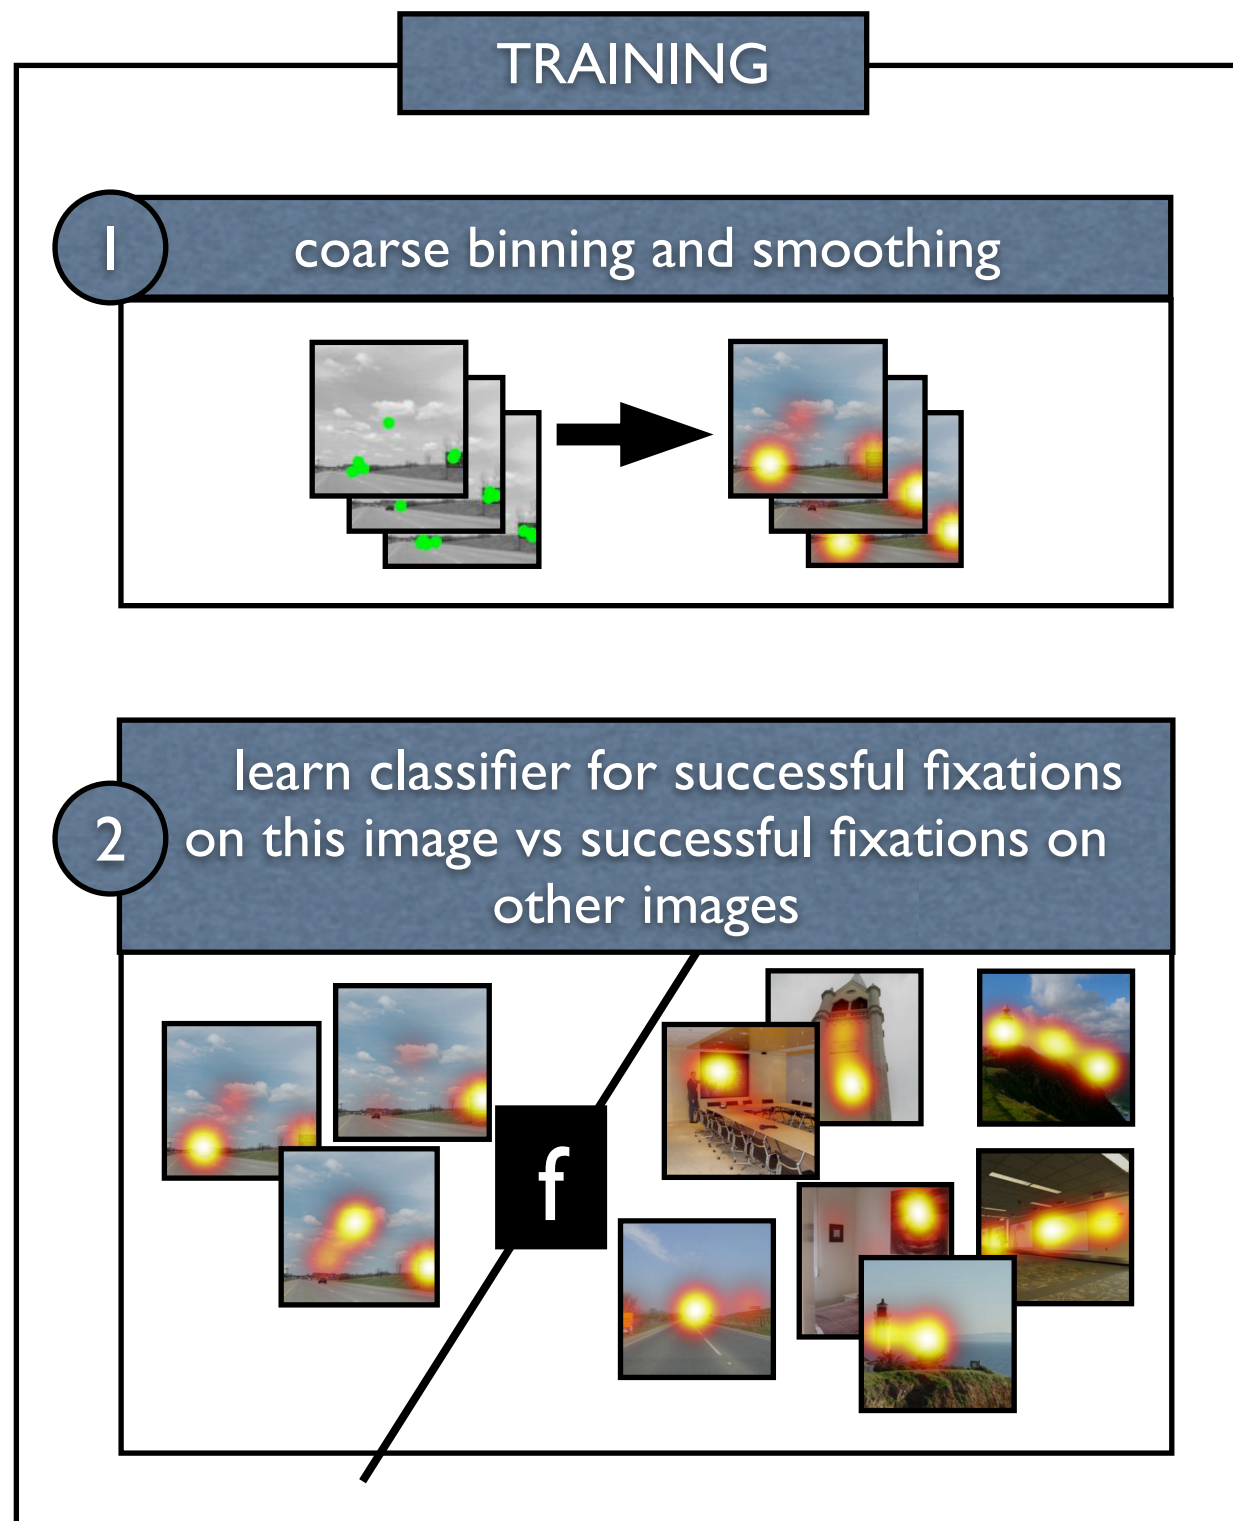 TRAINING
1
coarse binning and smoothing
2
learn classifier for successful fixations
on this image vs successful fixations on
other images
f